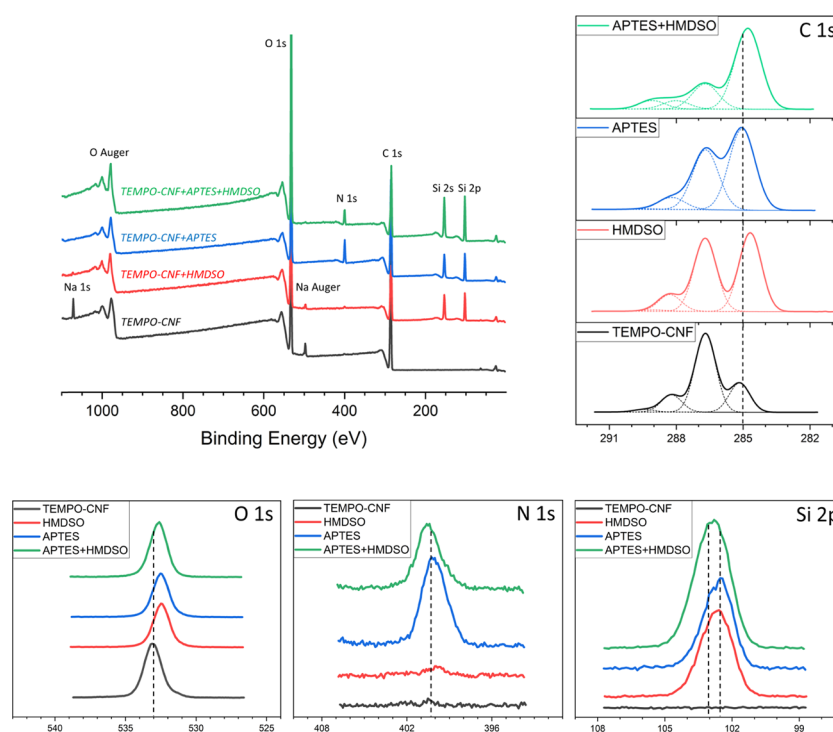 O 1s
O Auger
TEMPO-CNF+APTES+HMDSO
N 1s
C 1s
Si 2s Si 2p
TEMPO-CNF+APTES
TEMPO-CNF+HMDSO
Na 1s
Na Auger
TEMPO-CNF
1000 800 600 400 200
Binding Energy (eV)
APTES+HMDSO
C 1s
APTES
HMDSO
TEMPO-CNF
291 288 285 282
TEMPO-CNF
HMDSO
APTES
APTES+HMDSO
O 1s
540 535 530 525
TEMPO-CNF
HMDSO
APTES
APTES+HMDSO
N 1s
408 402 396
TEMPO-CNF
HMDSO
APTES
APTES+HMDSO
Si 2p
108 105 102 99